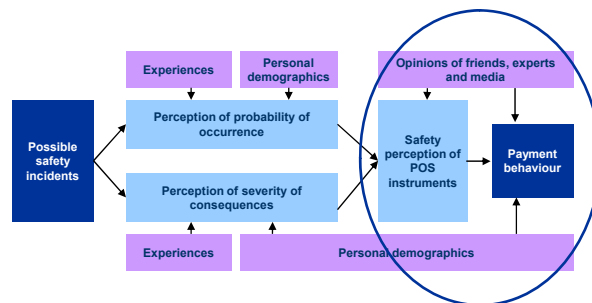 Experiences
Personal
demographics
Opinions of friends, experts
and media
Possible
safety
incidents
Perception of probability of
occurrence
Safety
perception of
POS
instruments
Payment
behaviour
Perception of severity of
consequences
Experiences
Personal demographics